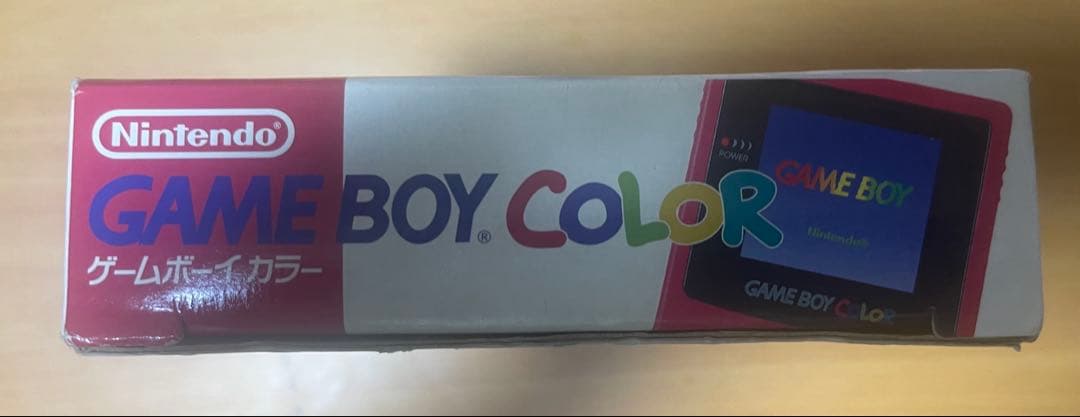 Nintendo®
GAME BOY® COLOR
ゲームボーイ カラー
POWER
GAME BOY
Nintendo®
GAME BOY COLOR